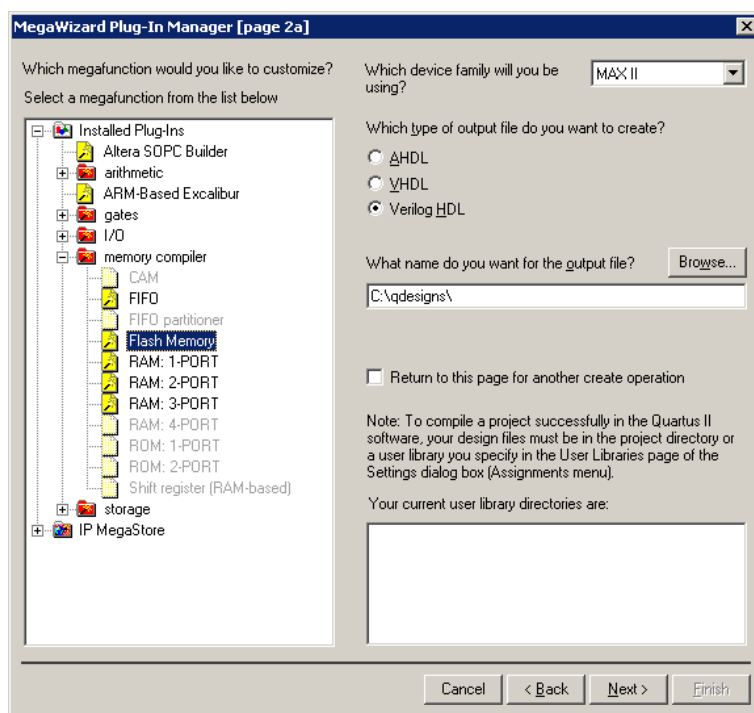 MegaWizard Plug-In Manager [page 2a]
Which megafunction would you like to customize?
Select a megafunction from the list below
Installed Plug-Ins
Altera SOPC Builder
arithmetic
ARM-Based Excalibur
gates
I/O
memory compiler
CAM
FIFO
FIFO partitioner
Flash Memory
RAM: 1-PORT
RAM: 2-PORT
RAM: 3-PORT
RAM: 4-PORT
ROM: 1-PORT
ROM: 2-PORT
Shift register (RAM-based)
storage
IP MegaStore
Which device family will you be
using?
MAX II
Which type of output file do you want to create?
AHDL
VHDL
Verilog HDL
What name do you want for the output file?
Browse...
C:\qdesigns\
Return to this page for another create operation
Note: To compile a project successfully in the Quartus II
software, your design files must be in the project directory or
a user library you specify in the User Libraries page of the
Settings dialog box (Assignments menu).
Your current user library directories are:
Cancel
< Back
Next >
Finish